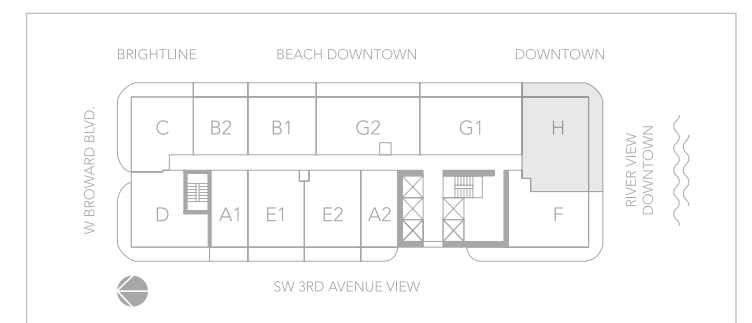 BRIGHTLINE BEACH DOWNTOWN DOWNTOWN
W BROWARD BLVD.
C B2 B1 G2 G1 H
RIVER VIEW
DOWNTOWN
D A1 E1 E2 A2 F
SW 3RD AVENUE VIEW